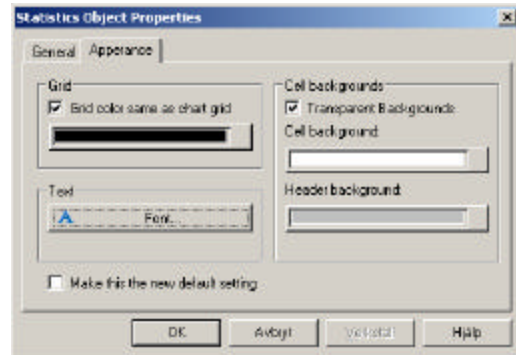 Statistics Object Properties
General
Apperance
Grid
Grid color same as chart grid
Cell backgrounds
Transparent Backgrounds
Cell background:
Text
Font...
Header background:
Make this the new default setting
OK
Avbryt
Verkställ
Hjälp